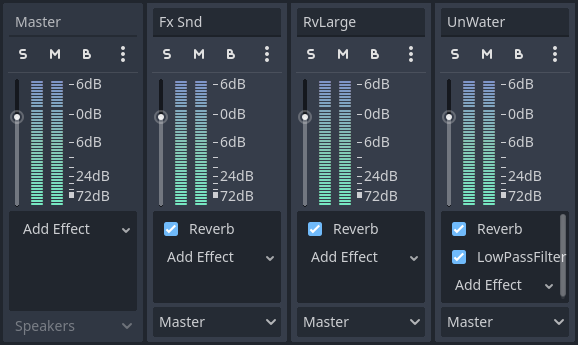 Master
S M B
-6dB
-0dB
-6dB
-24dB
-72dB
Add Effect
Speakers
Fx Snd
S M B
-6dB
-0dB
-6dB
-24dB
-72dB
Reverb
Add Effect
Master
RvLarge
S M B
-6dB
-0dB
-6dB
-24dB
-72dB
Reverb
Add Effect
Master
UnWater
S M B
-6dB
-0dB
-6dB
-24dB
-72dB
Reverb
LowPassFilter
Add Effect
Master